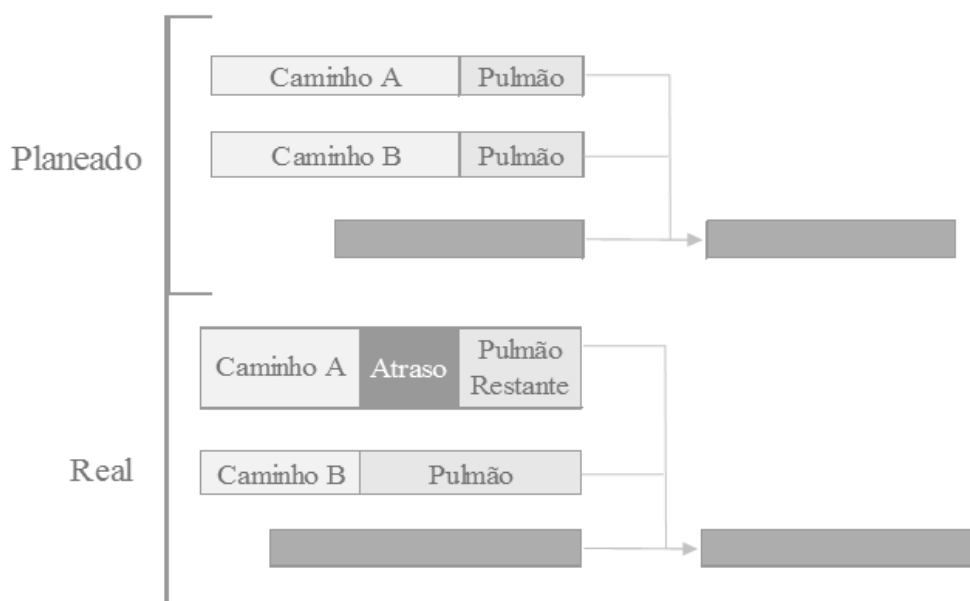 Caminho A Pulmão
Planeado
Caminho B Pulmão
Caminho A Atraso Pulmão
Restante
Real
Caminho B Pulmão